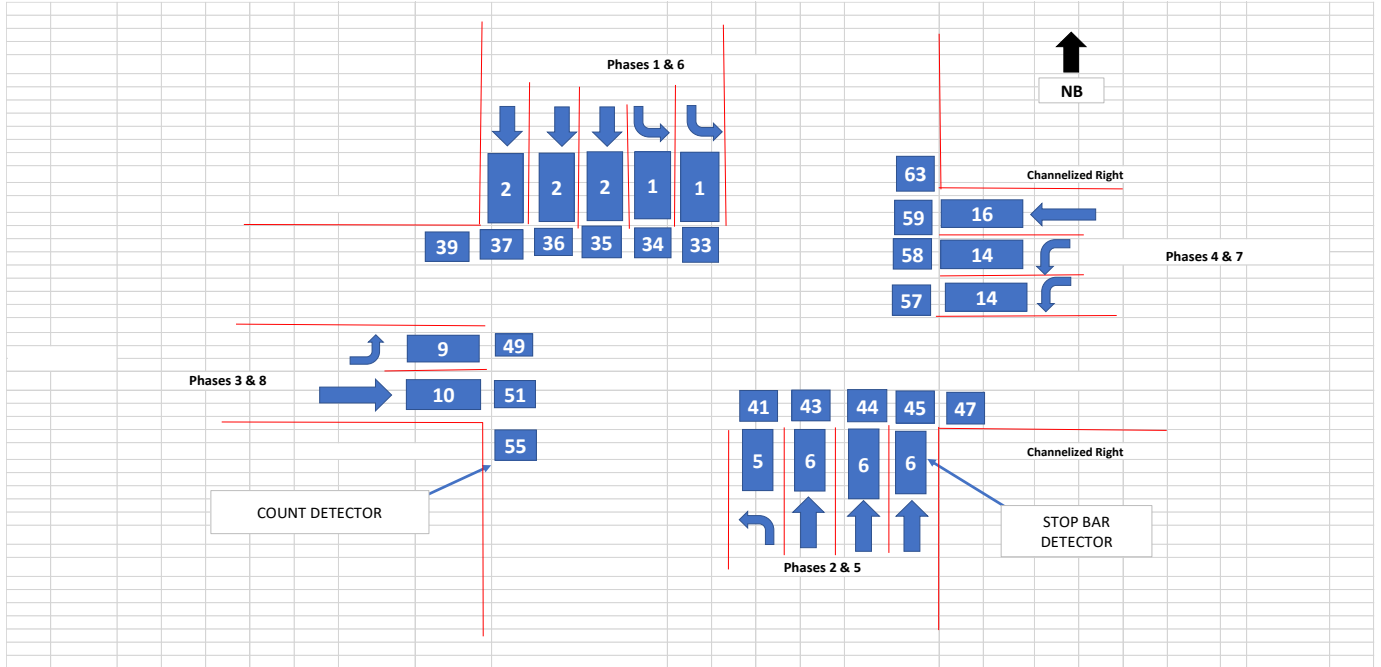 Phases 1 & 6
NB
2 2 2 1 1
63
Channelized Right
59 16
39 37 36 35 34 33
58 14
Phases 4 & 7
57 14
9 49
Phases 3 & 8
10 51
41 43 44 45 47
55
5 6 6 6
Channelized Right
COUNT DETECTOR
STOP BAR
DETECTOR
Phases 2 & 5